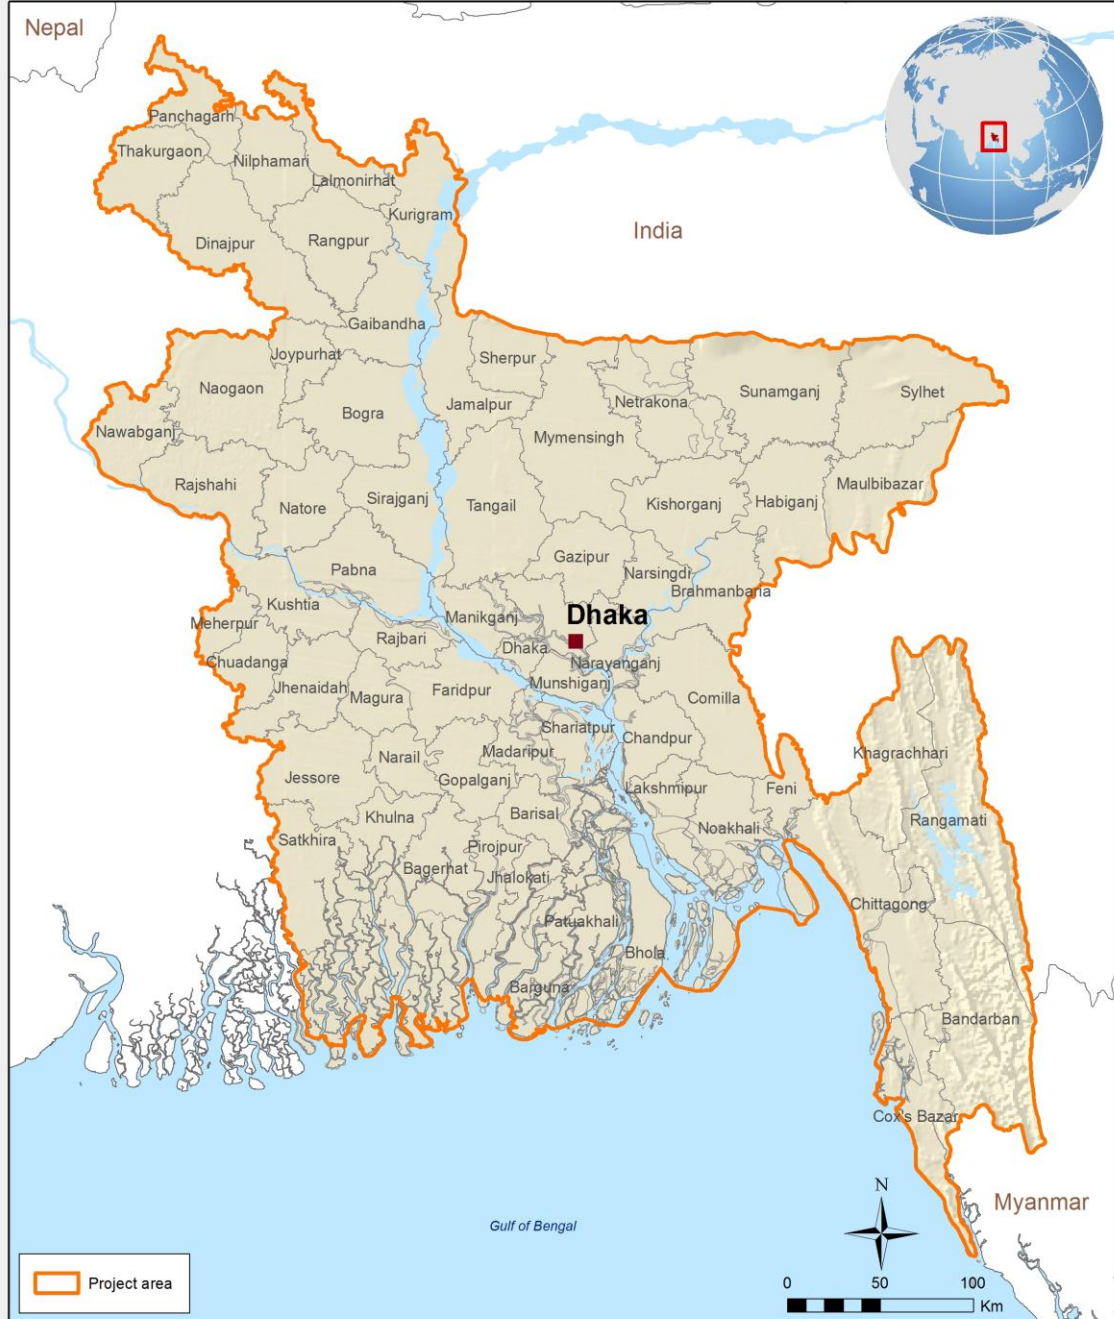 Nepal
Panchagarh
Thakurgaon
Nilphamari
Lalmonirhat
Kurigram
India
Dinajpur
Rangpur
Gaibandha
Joypurhat
Sherpur
Naogaon
Sunamganj
Sylhet
Bogra
Jamalpur
Netrakona
Nawabganj
Mymensingh
Rajshahi
Natore
Sirajganj
Tangail
Kishorganj
Habiganj
Maulbibazar
Gazipur
Pabna
Narsingdi
Brahmanbaria
Kushtia
Manikganj
Dhaka
Meherpur
Rajbari
Dhaka
Chuadanga
Narayanganj
Jhenaidah
Magura
Faridpur
Munshiganj
Comilla
Shariatpur
Chandpur
Madaripur
Khagrachhari
Narail
Jessore
Gopalganj
Lakshmipur
Feni
Khulna
Barisal
Noakhali
Rangamati
Satkhira
Pirojpur
Bagerhat
Jhalokati
Chittagong
Patuakhali
Bhola
Barguna
Bandarban
Cox's Bazar
N
Myanmar
Gulf of Bengal
Project area
0 50 100
Km